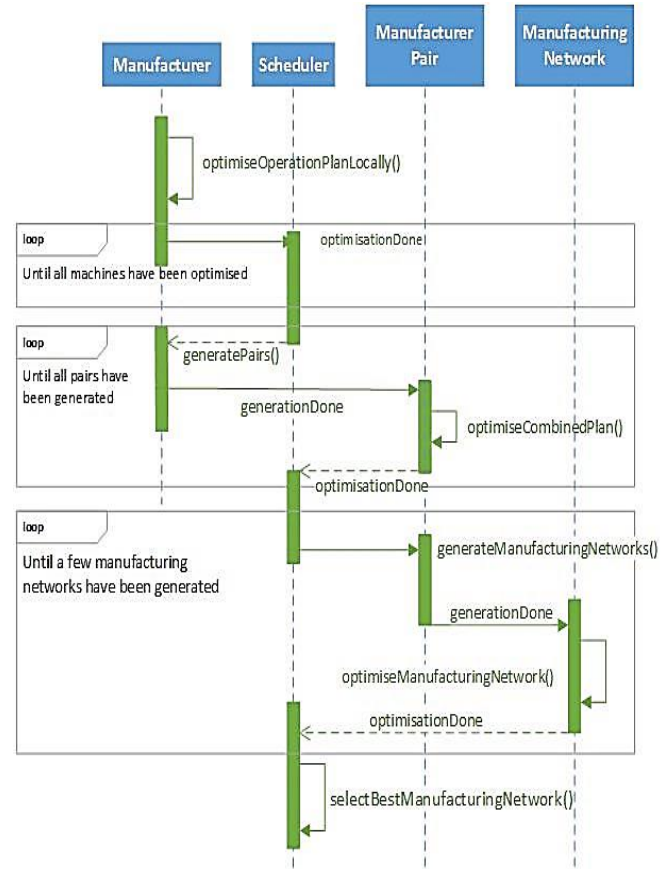 Manufacturer
Scheduler
Manufacturer
Pair
Manufacturing
Network
optimiseOperationPlanLocally()
loop
optimisationDone
Until all machines have been optimised
loop
generatePairs()
Until all pairs have
been generated
generationDone
optimiseCombinedPlan()
optimisationDone
loop
generateManufacturingNetworks()
Until a few manufacturing
networks have been generated
generationDone
optimiseManufacturingNetwork()
optimisationDone
selectBestManufacturingNetwork()